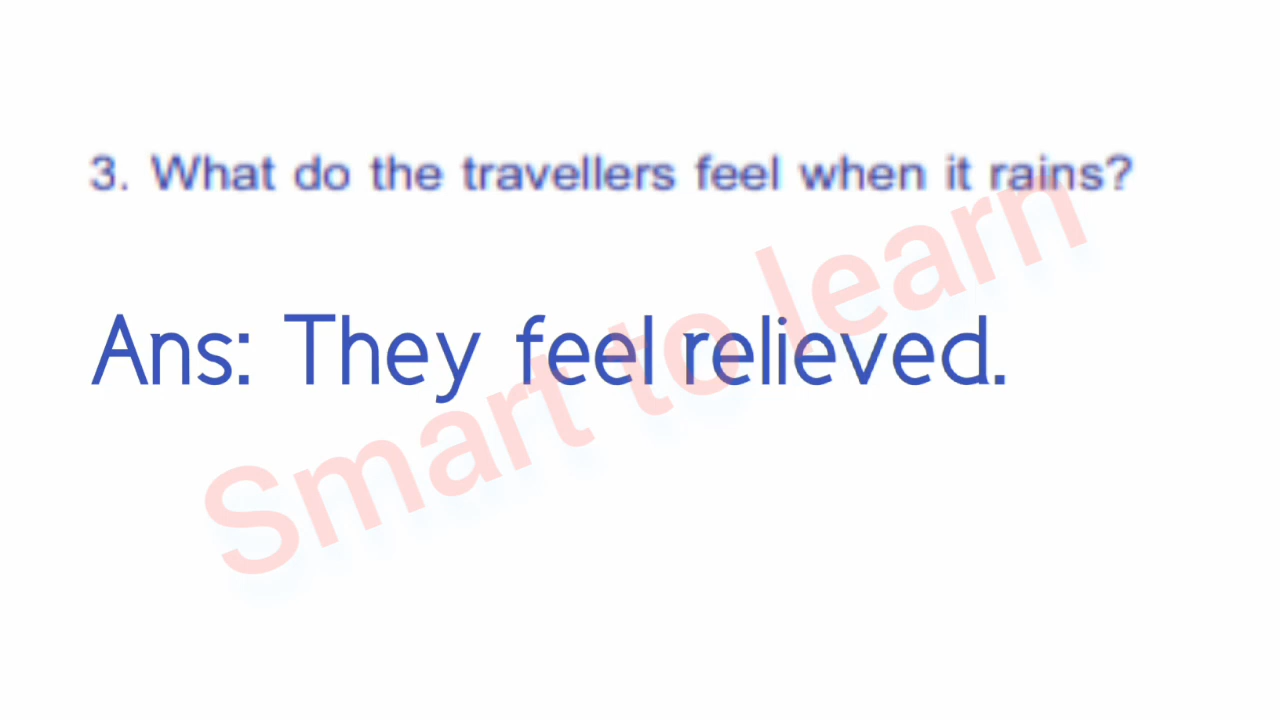 3. What do the travellers feel when it rains?
Ans: They feel relieved.
Smart to learn